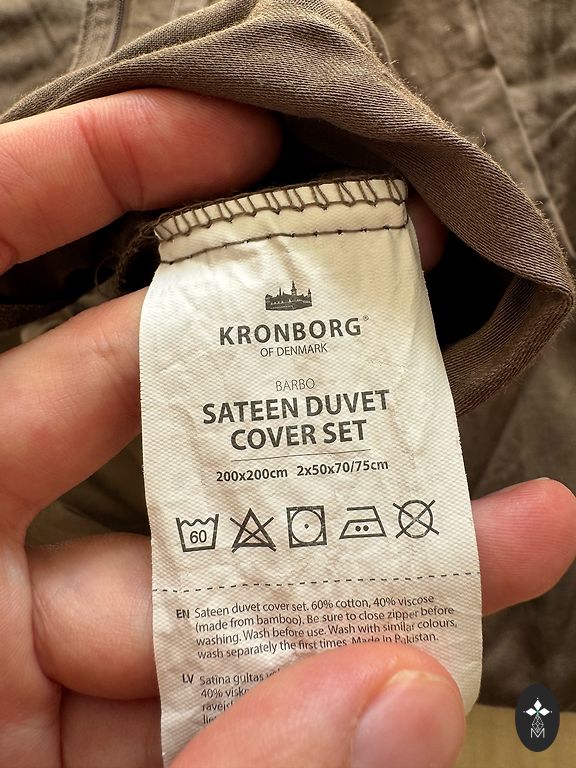 KRONBORG®
OF DENMARK
BARBO
SATEEN DUVET
COVER SET
200x200cm 2x50x70/75cm
60
EN Sateen duvet cover set. 60% cotton, 40% viscose
(made from bamboo). Be sure to close zipper before
washing. Wash before use. Wash with similar colours,
wash separately the first times. Made in Pakistan.
LV Satina gultas
40%
M